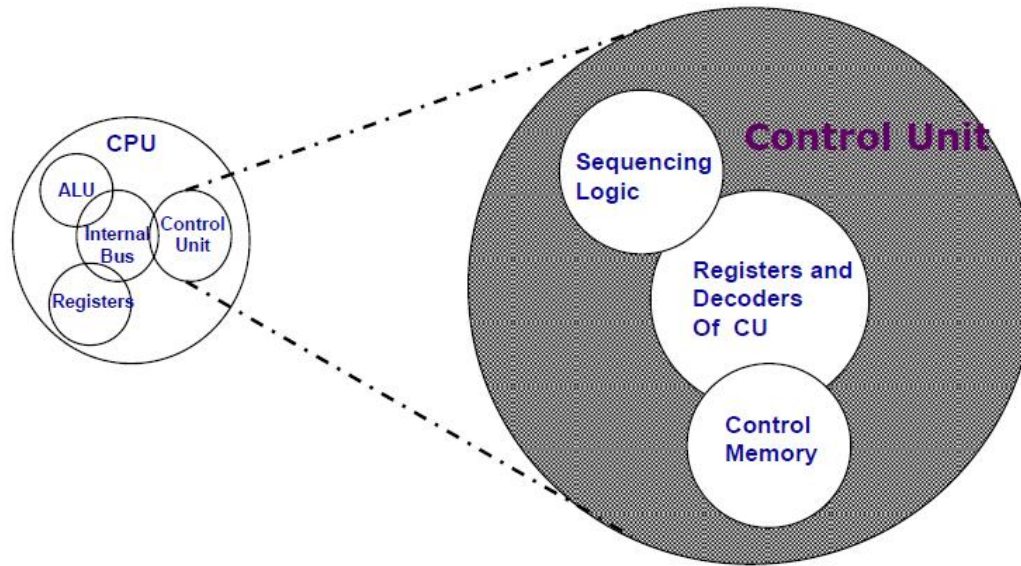 CPU
ALU
Internal
Bus
Control
Unit
Registers
Control Unit
Sequencing
Logic
Registers and
Decoders
Of CU
Control
Memory